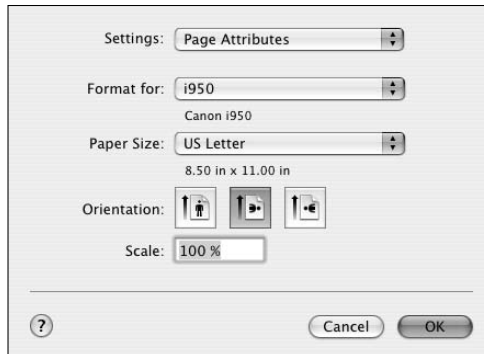 Settings: Page Attributes
Format for: i950
Canon i950
Paper Size: US Letter
8.50 in x 11.00 in
Orientation:
Scale: 100 %
? Cancel OK